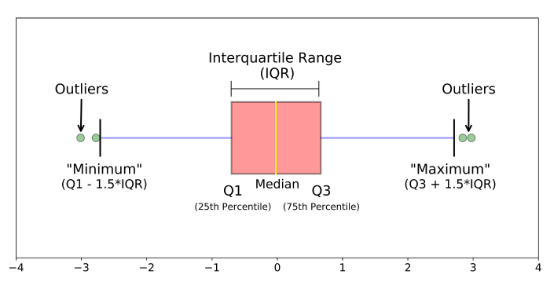 Interquartile Range
(IQR)
Outliers
Outliers
"Minimum"
(Q1 - 1.5*IQR)
"Maximum"
(Q3 + 1.5*IQR)
Q1
Median
Q3
(25th Percentile)
(75th Percentile)
−4
−3
−2
−1
0
1
2
3
4